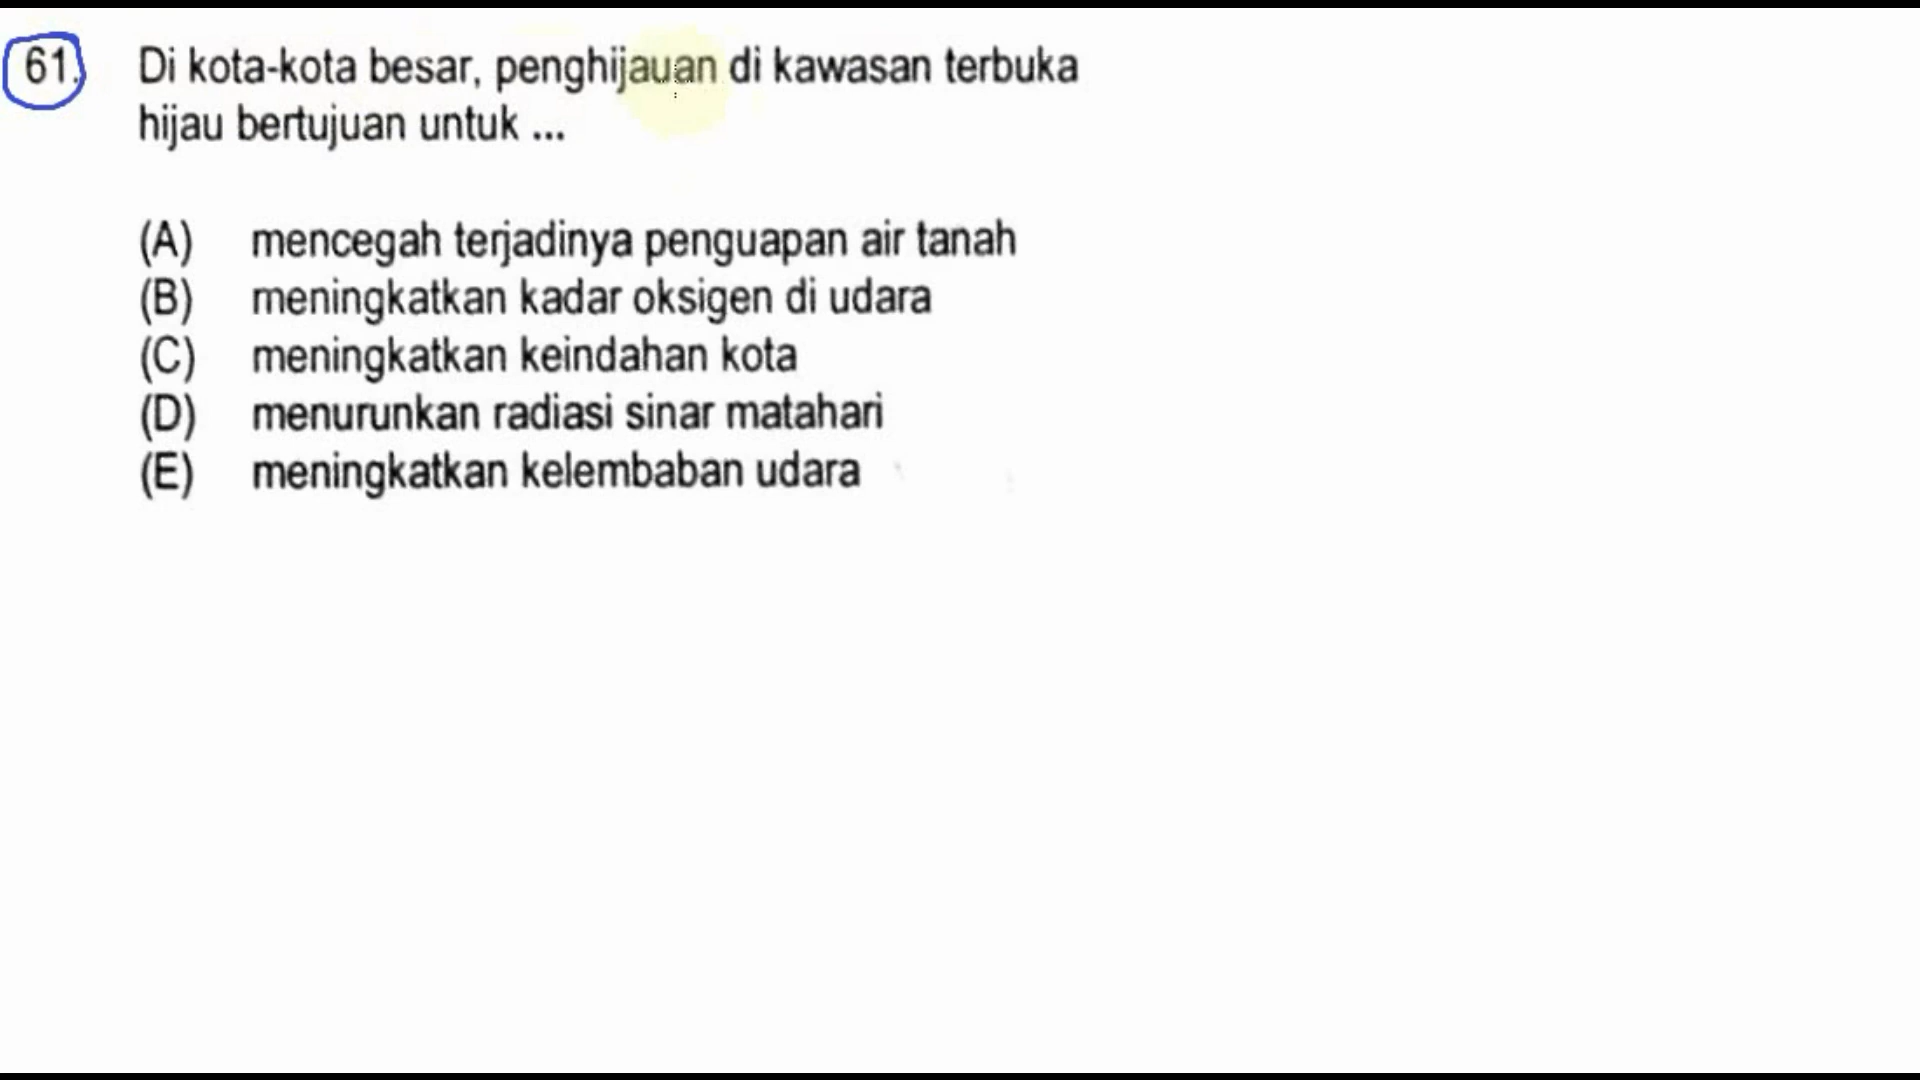 61. Di kota-kota besar, penghijauan di kawasan terbuka
hijau bertujuan untuk ...
(A) mencegah terjadinya penguapan air tanah
(B) meningkatkan kadar oksigen di udara
(C) meningkatkan keindahan kota
(D) menurunkan radiasi sinar matahari
(E) meningkatkan kelembaban udara